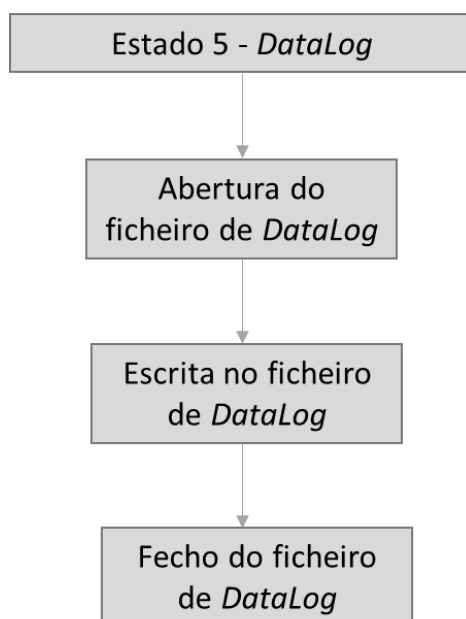 Estado 5 - DataLog
Abertura do
ficheiro de DataLog
Escrita no ficheiro
de DataLog
Fecho do ficheiro
de DataLog